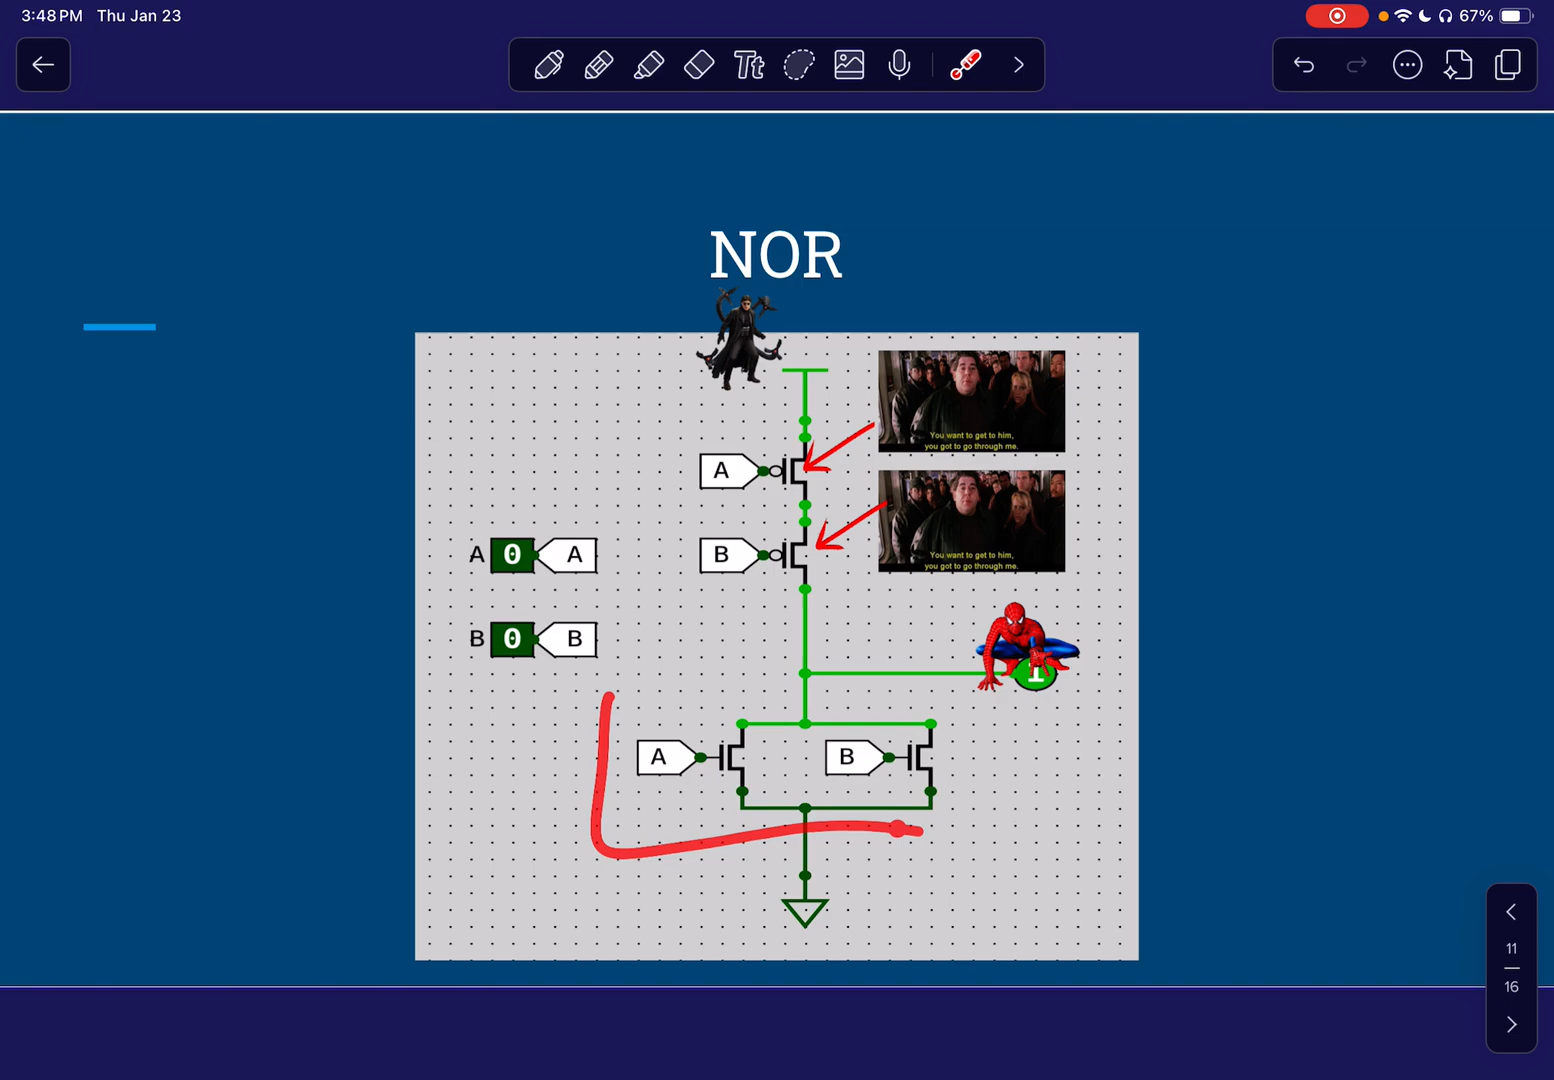 3:48 PM Thu Jan 23
67%
Tt
NOR
You want to get to him,
you got to go through me.
A
You want to get to him,
you got to go through me.
A 0 A
B
B 0 B
1
A
B
11
16